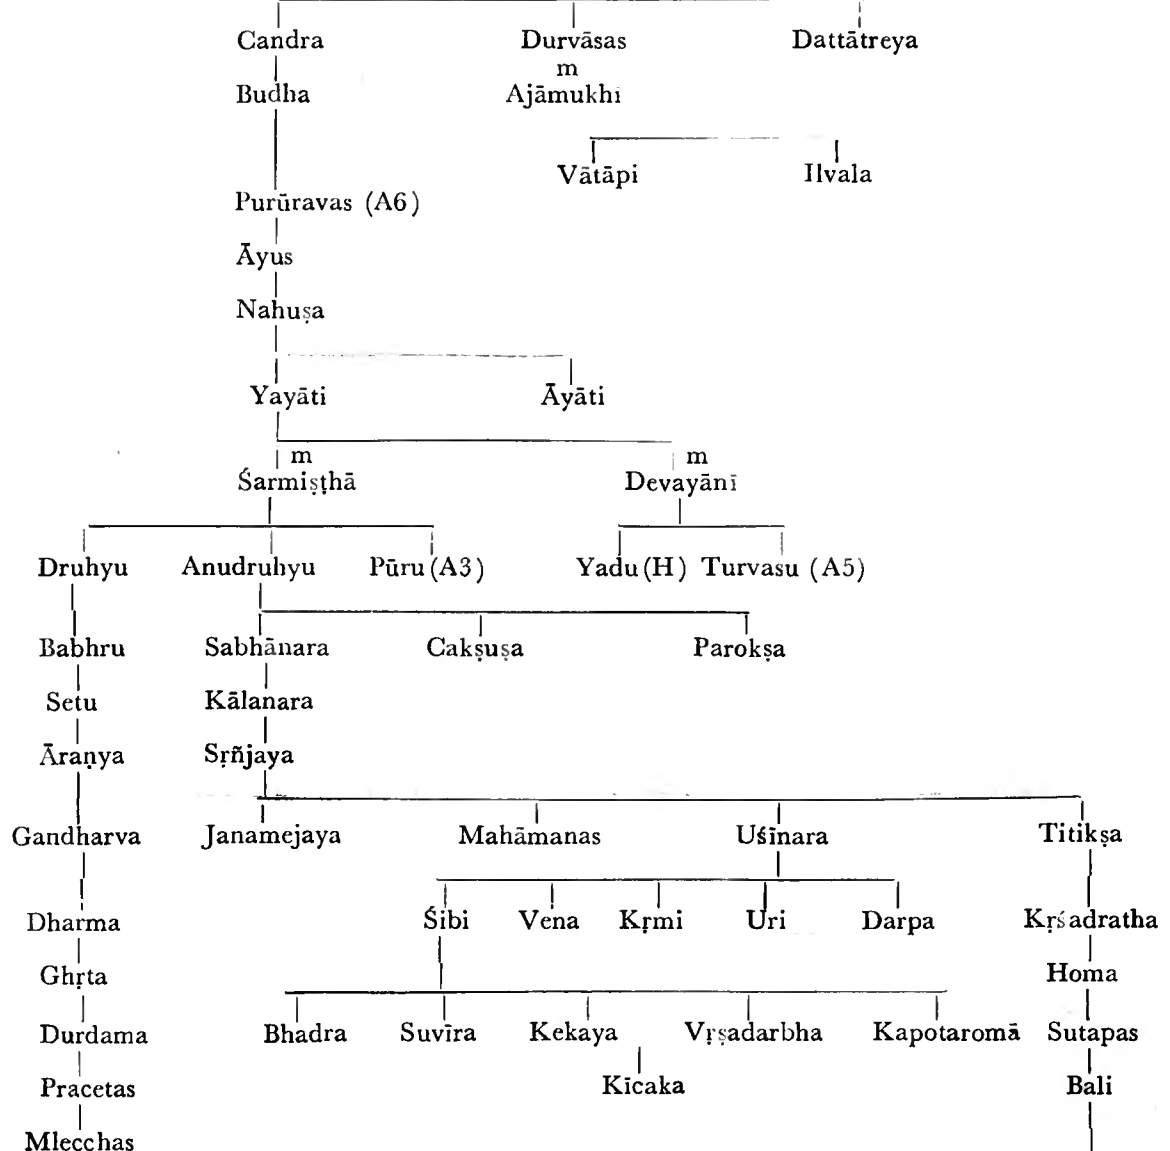 Candra Durvāsas Dattātreya
m
Budha Ajāmukhi
Vātāpi Ilvala
Purūravas (A6)
Āyus
Nahuṣa
Yayāti Āyāti
m m
Śarmiṣṭhā Devayānī
Druhyu Anudruhyu Pūru (A3) Yadu (H) Turvasu (A5)
Babhru Sabhānara Cakṣuṣa Parokṣa
Setu Kālanara
Āraṇya Sṛñjaya
Gandharva Janamejaya Mahāmanas Uśīnara Titikṣa
Dharma Śibi Vena Kṛmi Uri Darpa Kṛśadratha
Ghṛta Homa
Durdama Bhadra Suvīra Kekaya Vṛṣadarbha Kapotaromā Sutapas
Pracetas Kīcaka Bali
Mlecchas